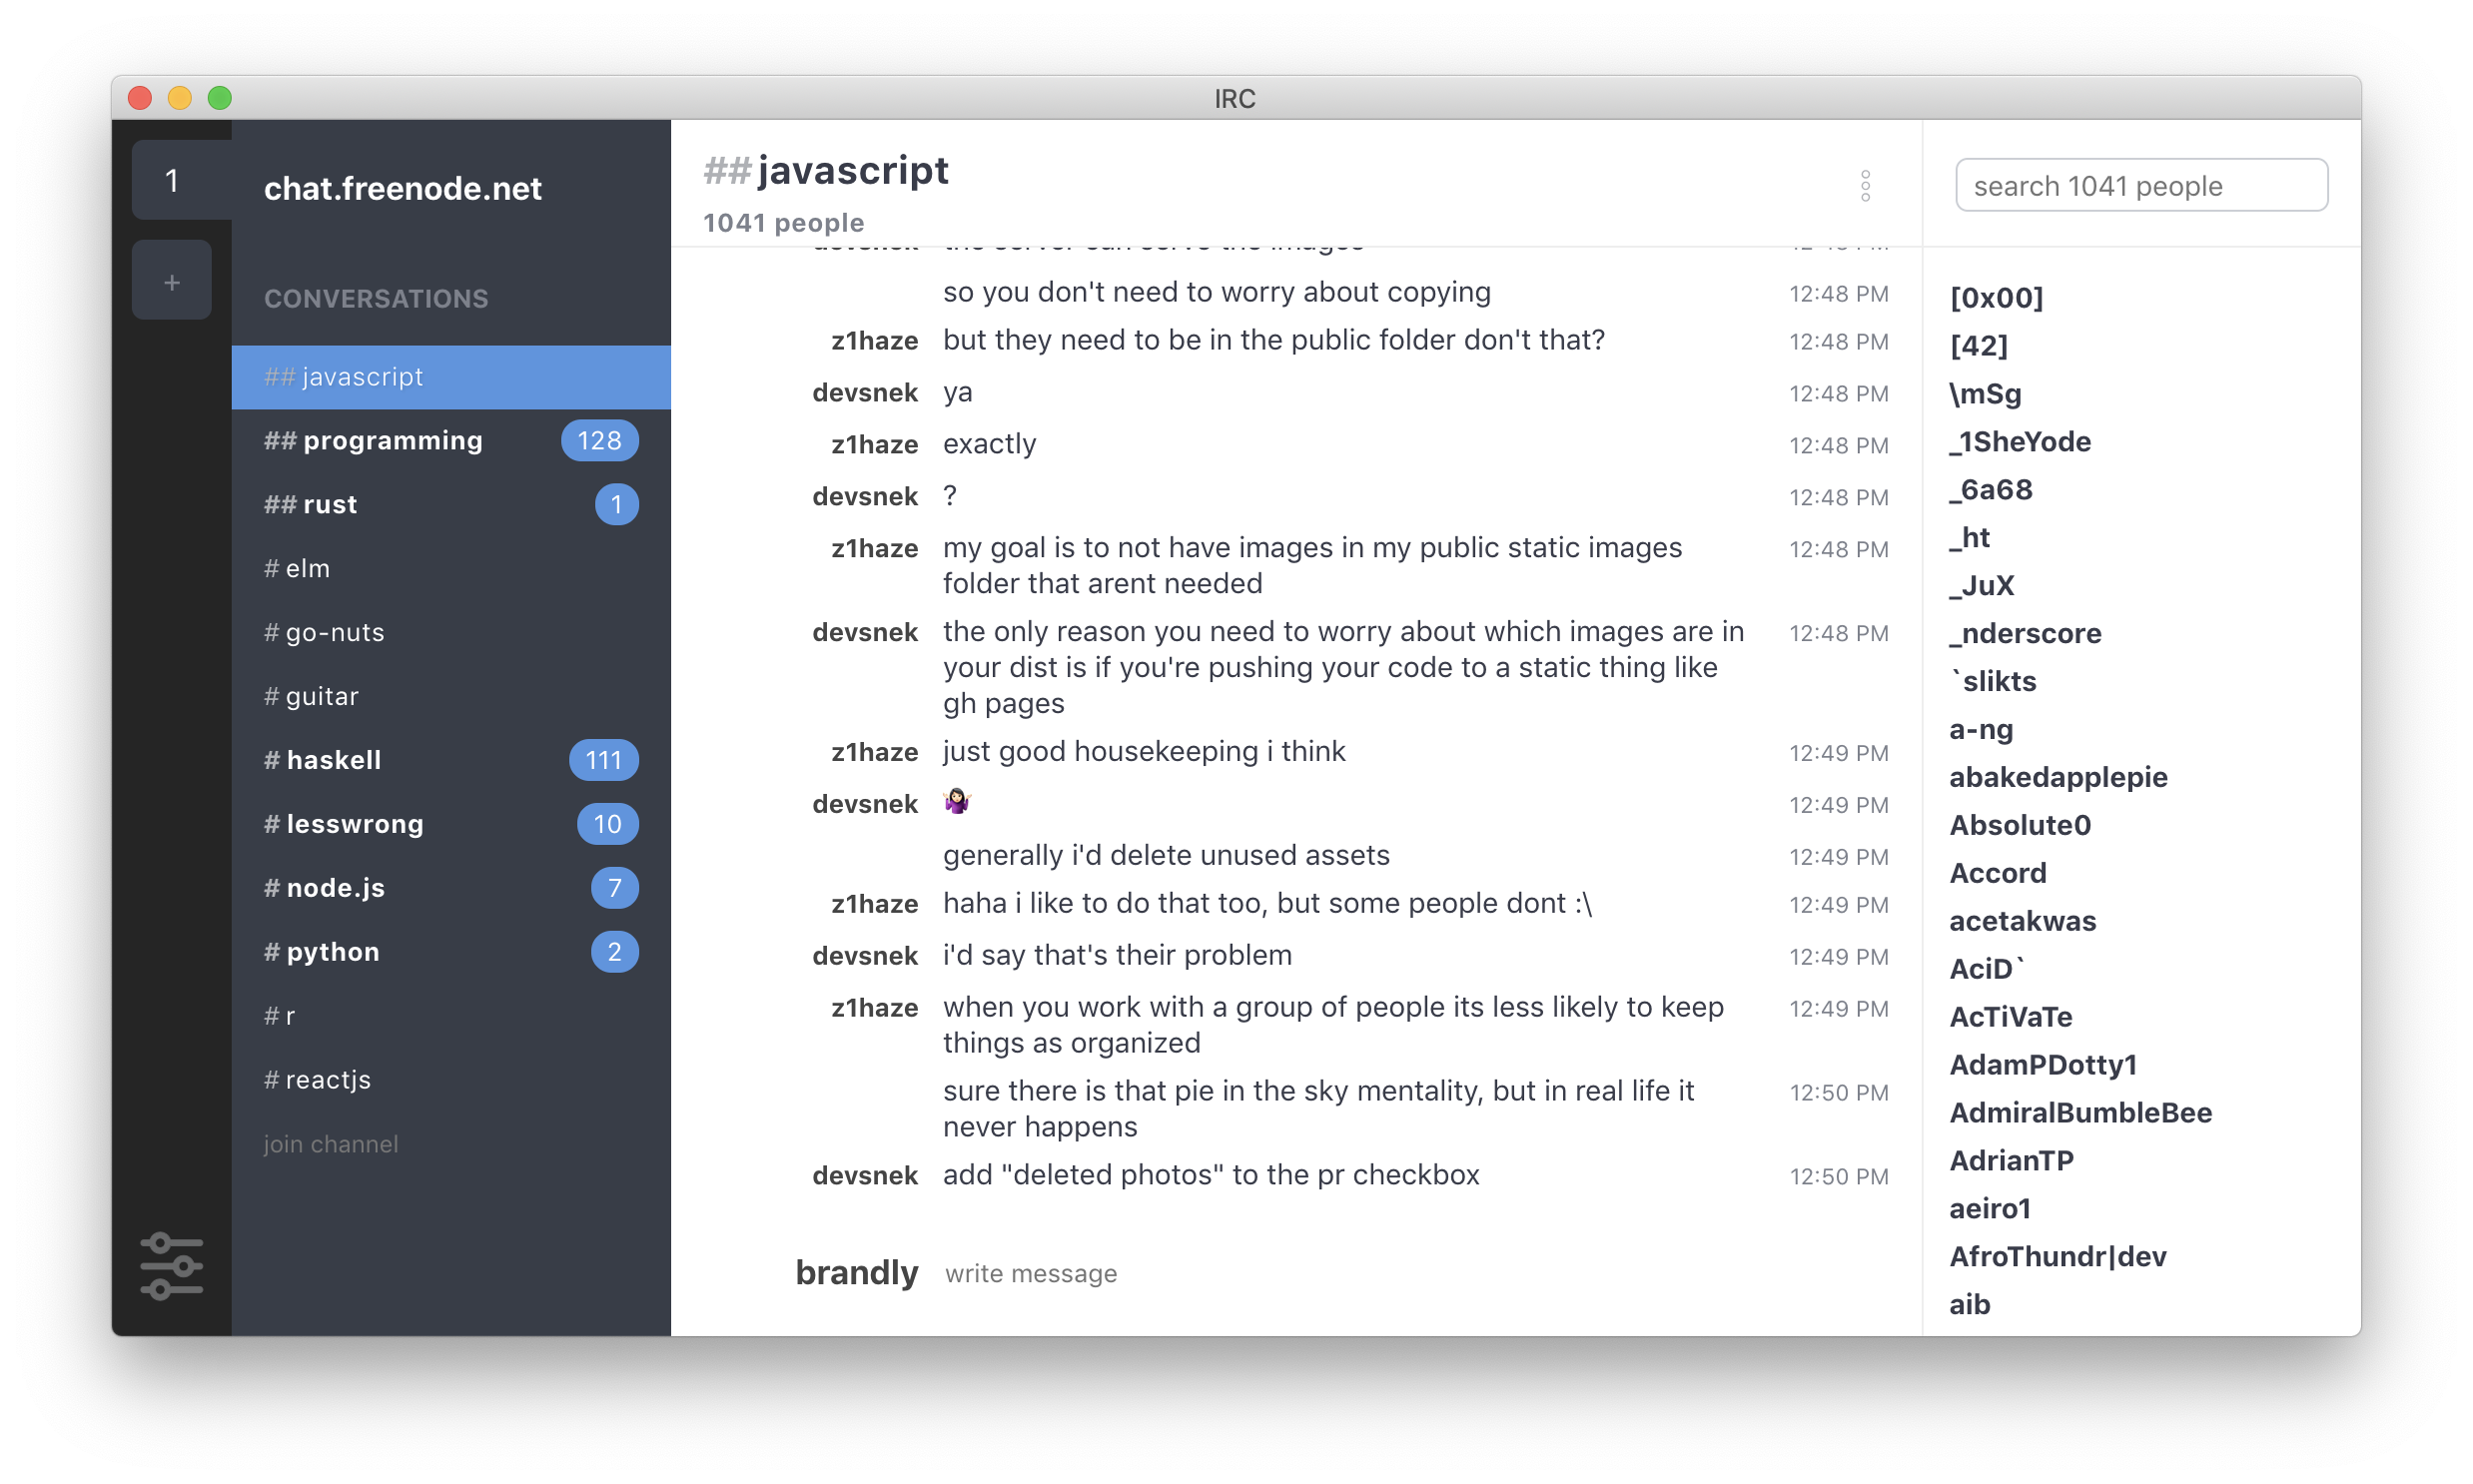 IRC
1
+
chat.freenode.net
CONVERSATIONS
## javascript
## programming 128
## rust 1
# elm
# go-nuts
# guitar
# haskell 111
# lesswrong 10
# node.js 7
# python 2
# r
# reactjs
join channel
##javascript
1041 people
so you don't need to worry about copying 12:48 PM
z1haze but they need to be in the public folder don't that? 12:48 PM
devsnek ya 12:48 PM
z1haze exactly 12:48 PM
devsnek ? 12:48 PM
z1haze my goal is to not have images in my public static images 12:48 PM
folder that arent needed
devsnek the only reason you need to worry about which images are in 12:48 PM
your dist is if you're pushing your code to a static thing like
gh pages
z1haze just good housekeeping i think 12:49 PM
devsnek 🤷🏻‍♀️ 12:49 PM
generally i'd delete unused assets 12:49 PM
z1haze haha i like to do that too, but some people dont :\ 12:49 PM
devsnek i'd say that's their problem 12:49 PM
z1haze when you work with a group of people its less likely to keep 12:49 PM
things as organized
sure there is that pie in the sky mentality, but in real life it 12:50 PM
never happens
devsnek add "deleted photos" to the pr checkbox 12:50 PM
brandly write message
search 1041 people
[0x00]
[42]
\mSg
_1SheYode
_6a68
_ht
_JuX
_nderscore
`slikts
a-ng
abakedapplepie
Absolute0
Accord
acetakwas
AciD`
AcTiVaTe
AdamPDotty1
AdmiralBumbleBee
AdrianTP
aeiro1
AfroThundr|dev
aib